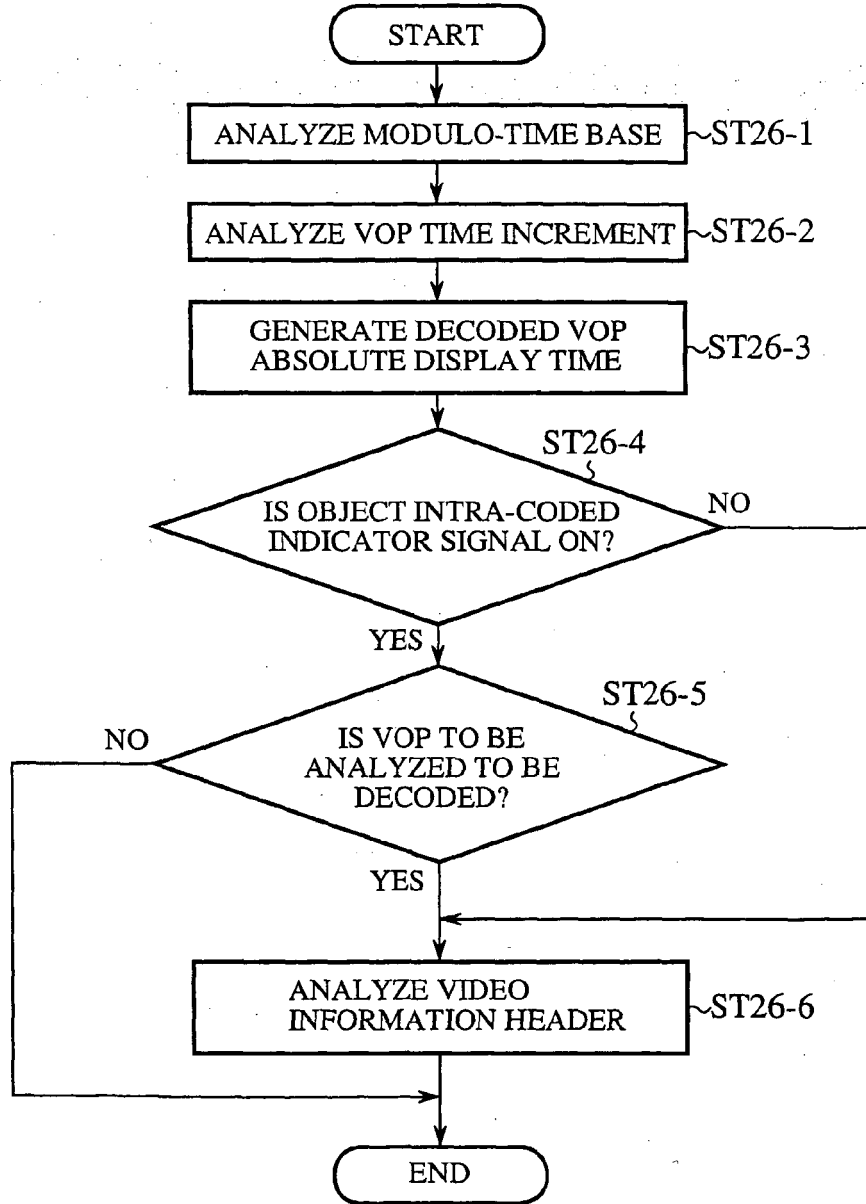 START
ANALYZE MODULO-TIME BASE
ST26-1
ANALYZE VOP TIME INCREMENT
ST26-2
GENERATE DECODED VOP
ABSOLUTE DISPLAY TIME
ST26-3
ST26-4
IS OBJECT INTRA-CODED
INDICATOR SIGNAL ON?
NO
YES
ST26-5
NO
IS VOP TO BE
ANALYZED TO BE
DECODED?
YES
ANALYZE VIDEO
INFORMATION HEADER
ST26-6
END